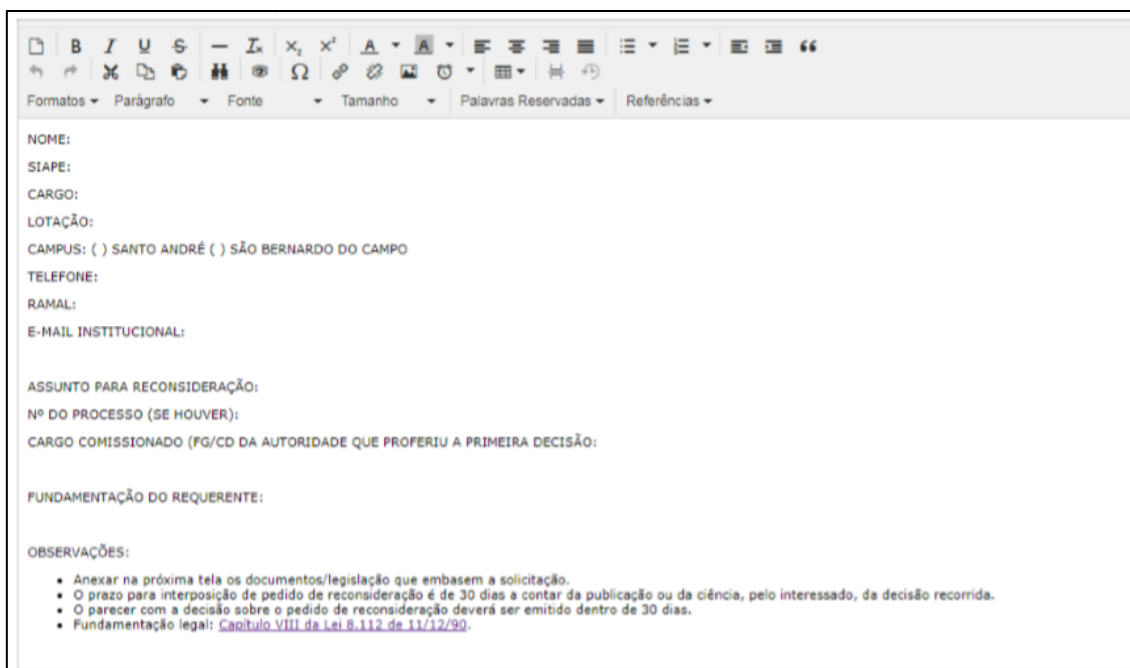 Formatos Parágrafo Fonte Tamanho Palavras Reservadas Referências
NOME:
SIAPE:
CARGO:
LOTAÇÃO:
CAMPUS: ( ) SANTO ANDRÉ ( ) SÃO BERNARDO DO CAMPO
TELEFONE:
RAMAL:
E-MAIL INSTITUCIONAL:
ASSUNTO PARA RECONSIDERAÇÃO:
Nº DO PROCESSO (SE HOUVER):
CARGO COMISSIONADO (FG/CD DA AUTORIDADE QUE PROFERIU A PRIMEIRA DECISÃO:
FUNDAMENTAÇÃO DO REQUERENTE:
OBSERVAÇÕES:
• Anexar na próxima tela os documentos/legislação que embasem a solicitação.
• O prazo para interposição de pedido de reconsideração é de 30 dias a contar da publicação ou da ciência, pelo interessado, da decisão recorrida.
• O parecer com a decisão sobre o pedido de reconsideração deverá ser emitido dentro de 30 dias.
• Fundamentação legal: Capítulo VIII da Lei 8.112 de 11/12/90.